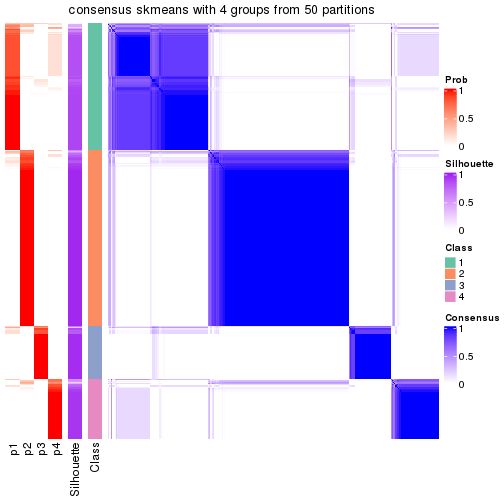 consensus skmeans with 4 groups from 50 partitions
Prob
1
0.5
0
Silhouette
1
0.5
0
Class
1
2
3
4
Consensus
1
0.5
0
p1
p2
p3
p4
Silhouette
Class